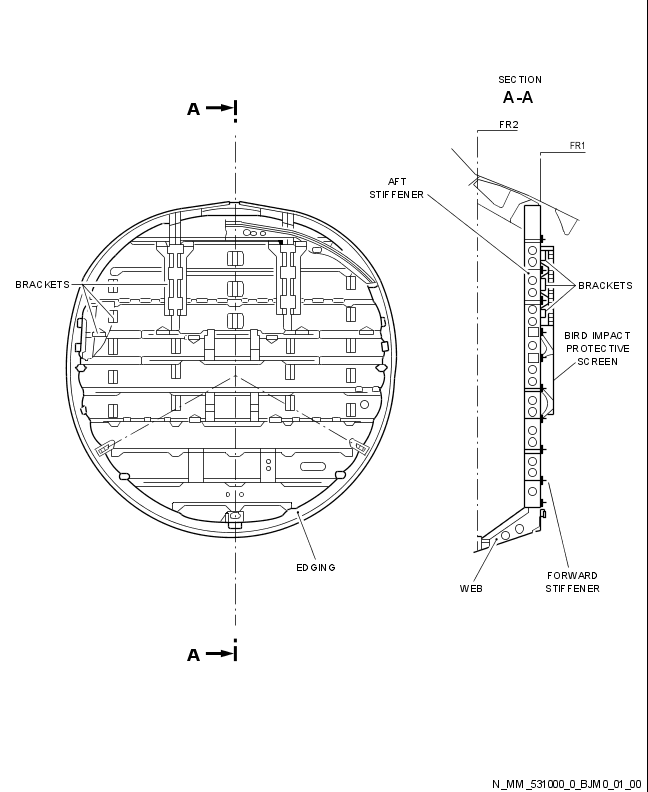 SECTION
A-A
A
FR2
FR1
AFT
STIFFENER
BRACKETS
BRACKETS
BIRD IMPACT
PROTECTIVE
SCREEN
EDGING
WEB
FORWARD
STIFFENER
A
N_MM_531000_0_BJM0_01_00